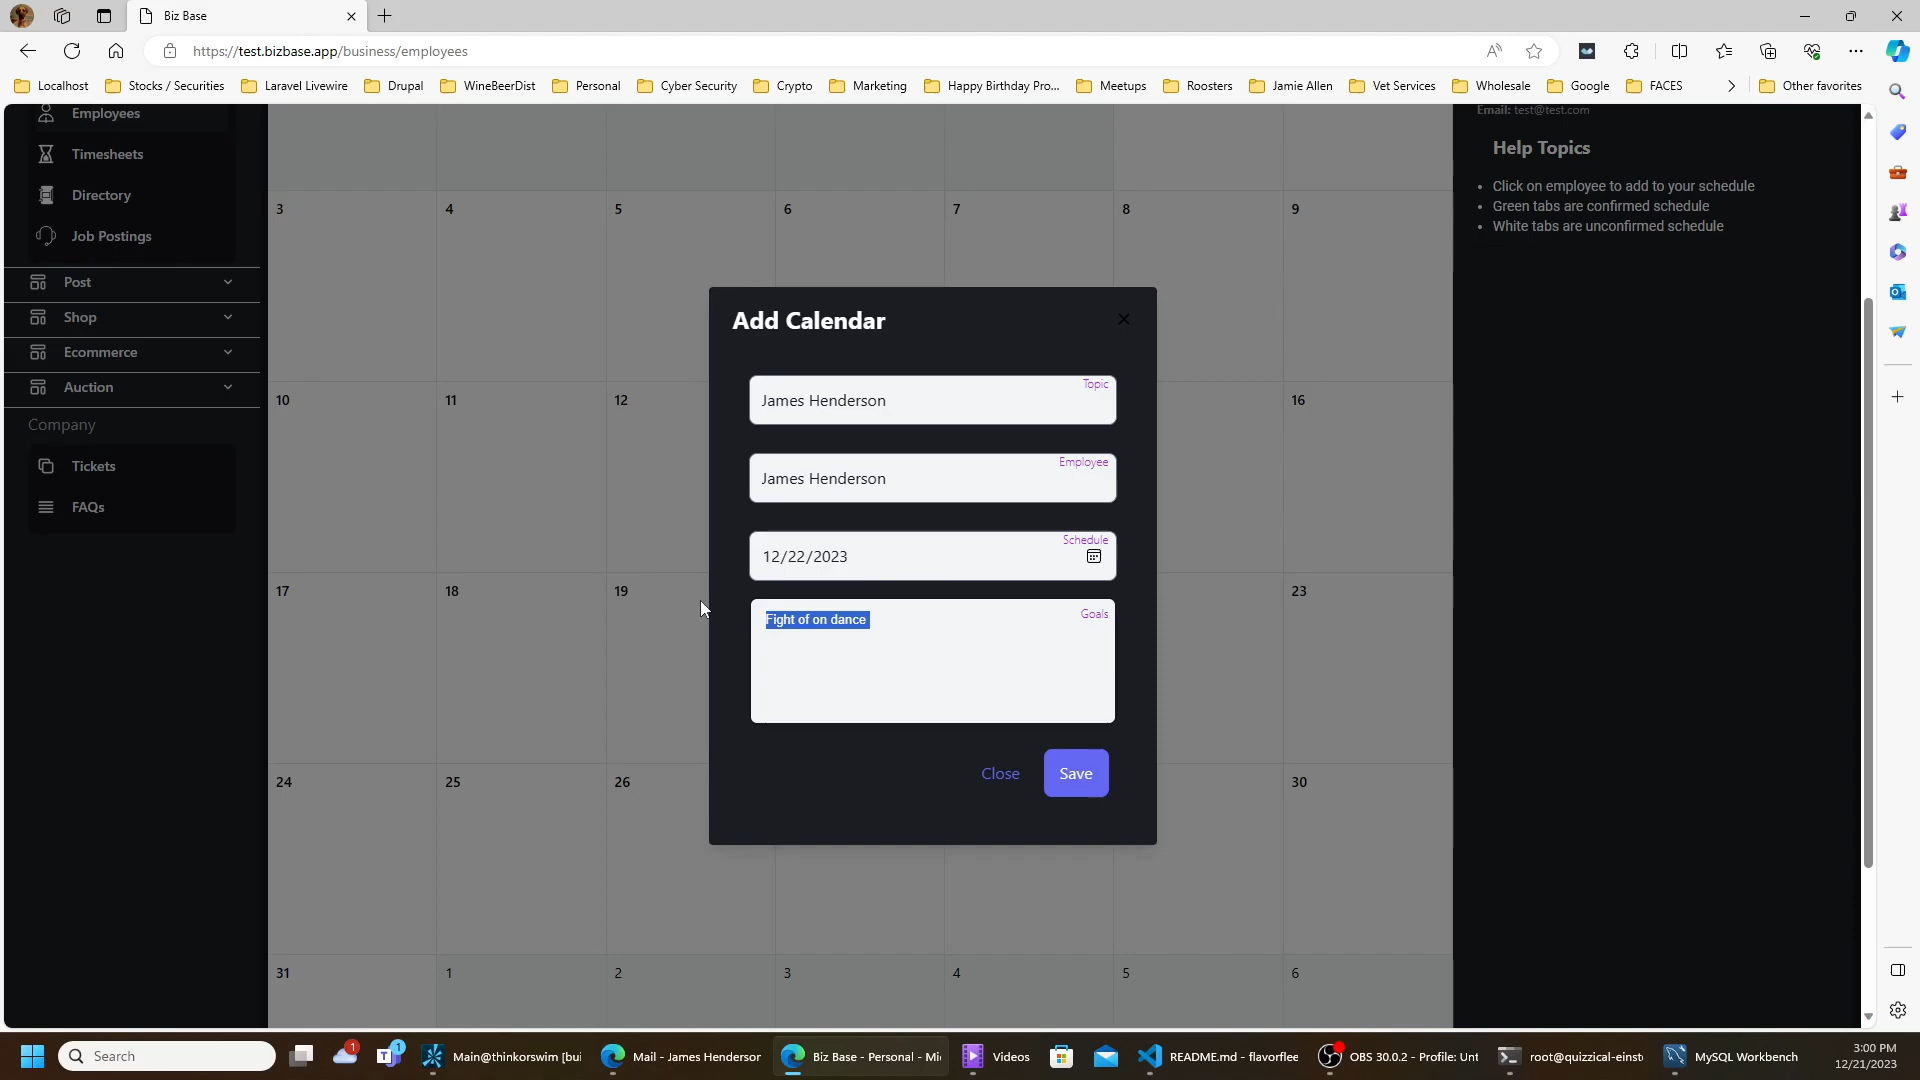 Biz Base
https://test.bizbase.app/business/employees
Localhost
Stocks / Securities
Laravel Livewire
Drupal
WineBeerDist
Personal
Cyber Security
Crypto
Marketing
Happy Birthday Pro...
Meetups
Roosters
Jamie Allen
Vet Services
Wholesale
Google
FACES
Other favorites
Employees
Timesheets
Directory
Job Postings
Post
Shop
Ecommerce
Auction
Company
Tickets
FAQs
3 4 5 6 7 8 9
10 11 12 16
17 18 19 23
24 25 26 30
31 1 2 3 4 5 6
Add Calendar
Topic
James Henderson
Employee
James Henderson
Schedule
12/22/2023
Goals
Fight of on dance
Close
Save
Email: test@test.com
Help Topics
Click on employee to add to your schedule
Green tabs are confirmed schedule
White tabs are unconfirmed schedule
Search
1
1
Main@thinkorswim [bui
Mail - James Henderson
Biz Base - Personal - Mi
Videos
README.md - flavorflee
OBS 30.0.2 - Profile: Unt
root@quizzical-einst
MySQL Workbench
3:00 PM
12/21/2023